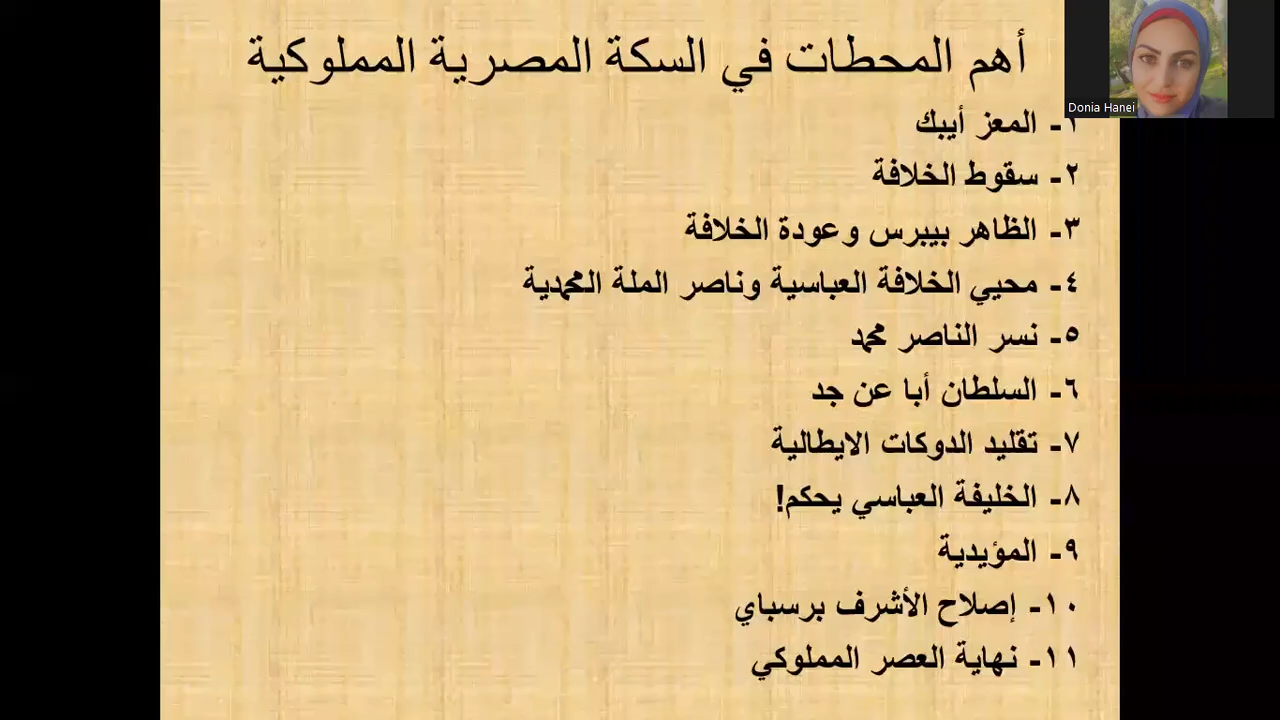 أهم المحطات في السكة المصرية المملوكية
Donia Hanei
١- المعز أيبك
٢- سقوط الخلافة
٣- الظاهر بيبرس وعودة الخلافة
٤- محيي الخلافة العباسية وناصر الملة المحمدية
٥- نسر الناصر محمد
٦- السلطان أبا عن جد
٧- تقليد الدوكات الايطالية
٨- الخليفة العباسي يحكم!
٩- المؤيدية
١٠- إصلاح الأشرف برسباي
١١- نهاية العصر المملوكي